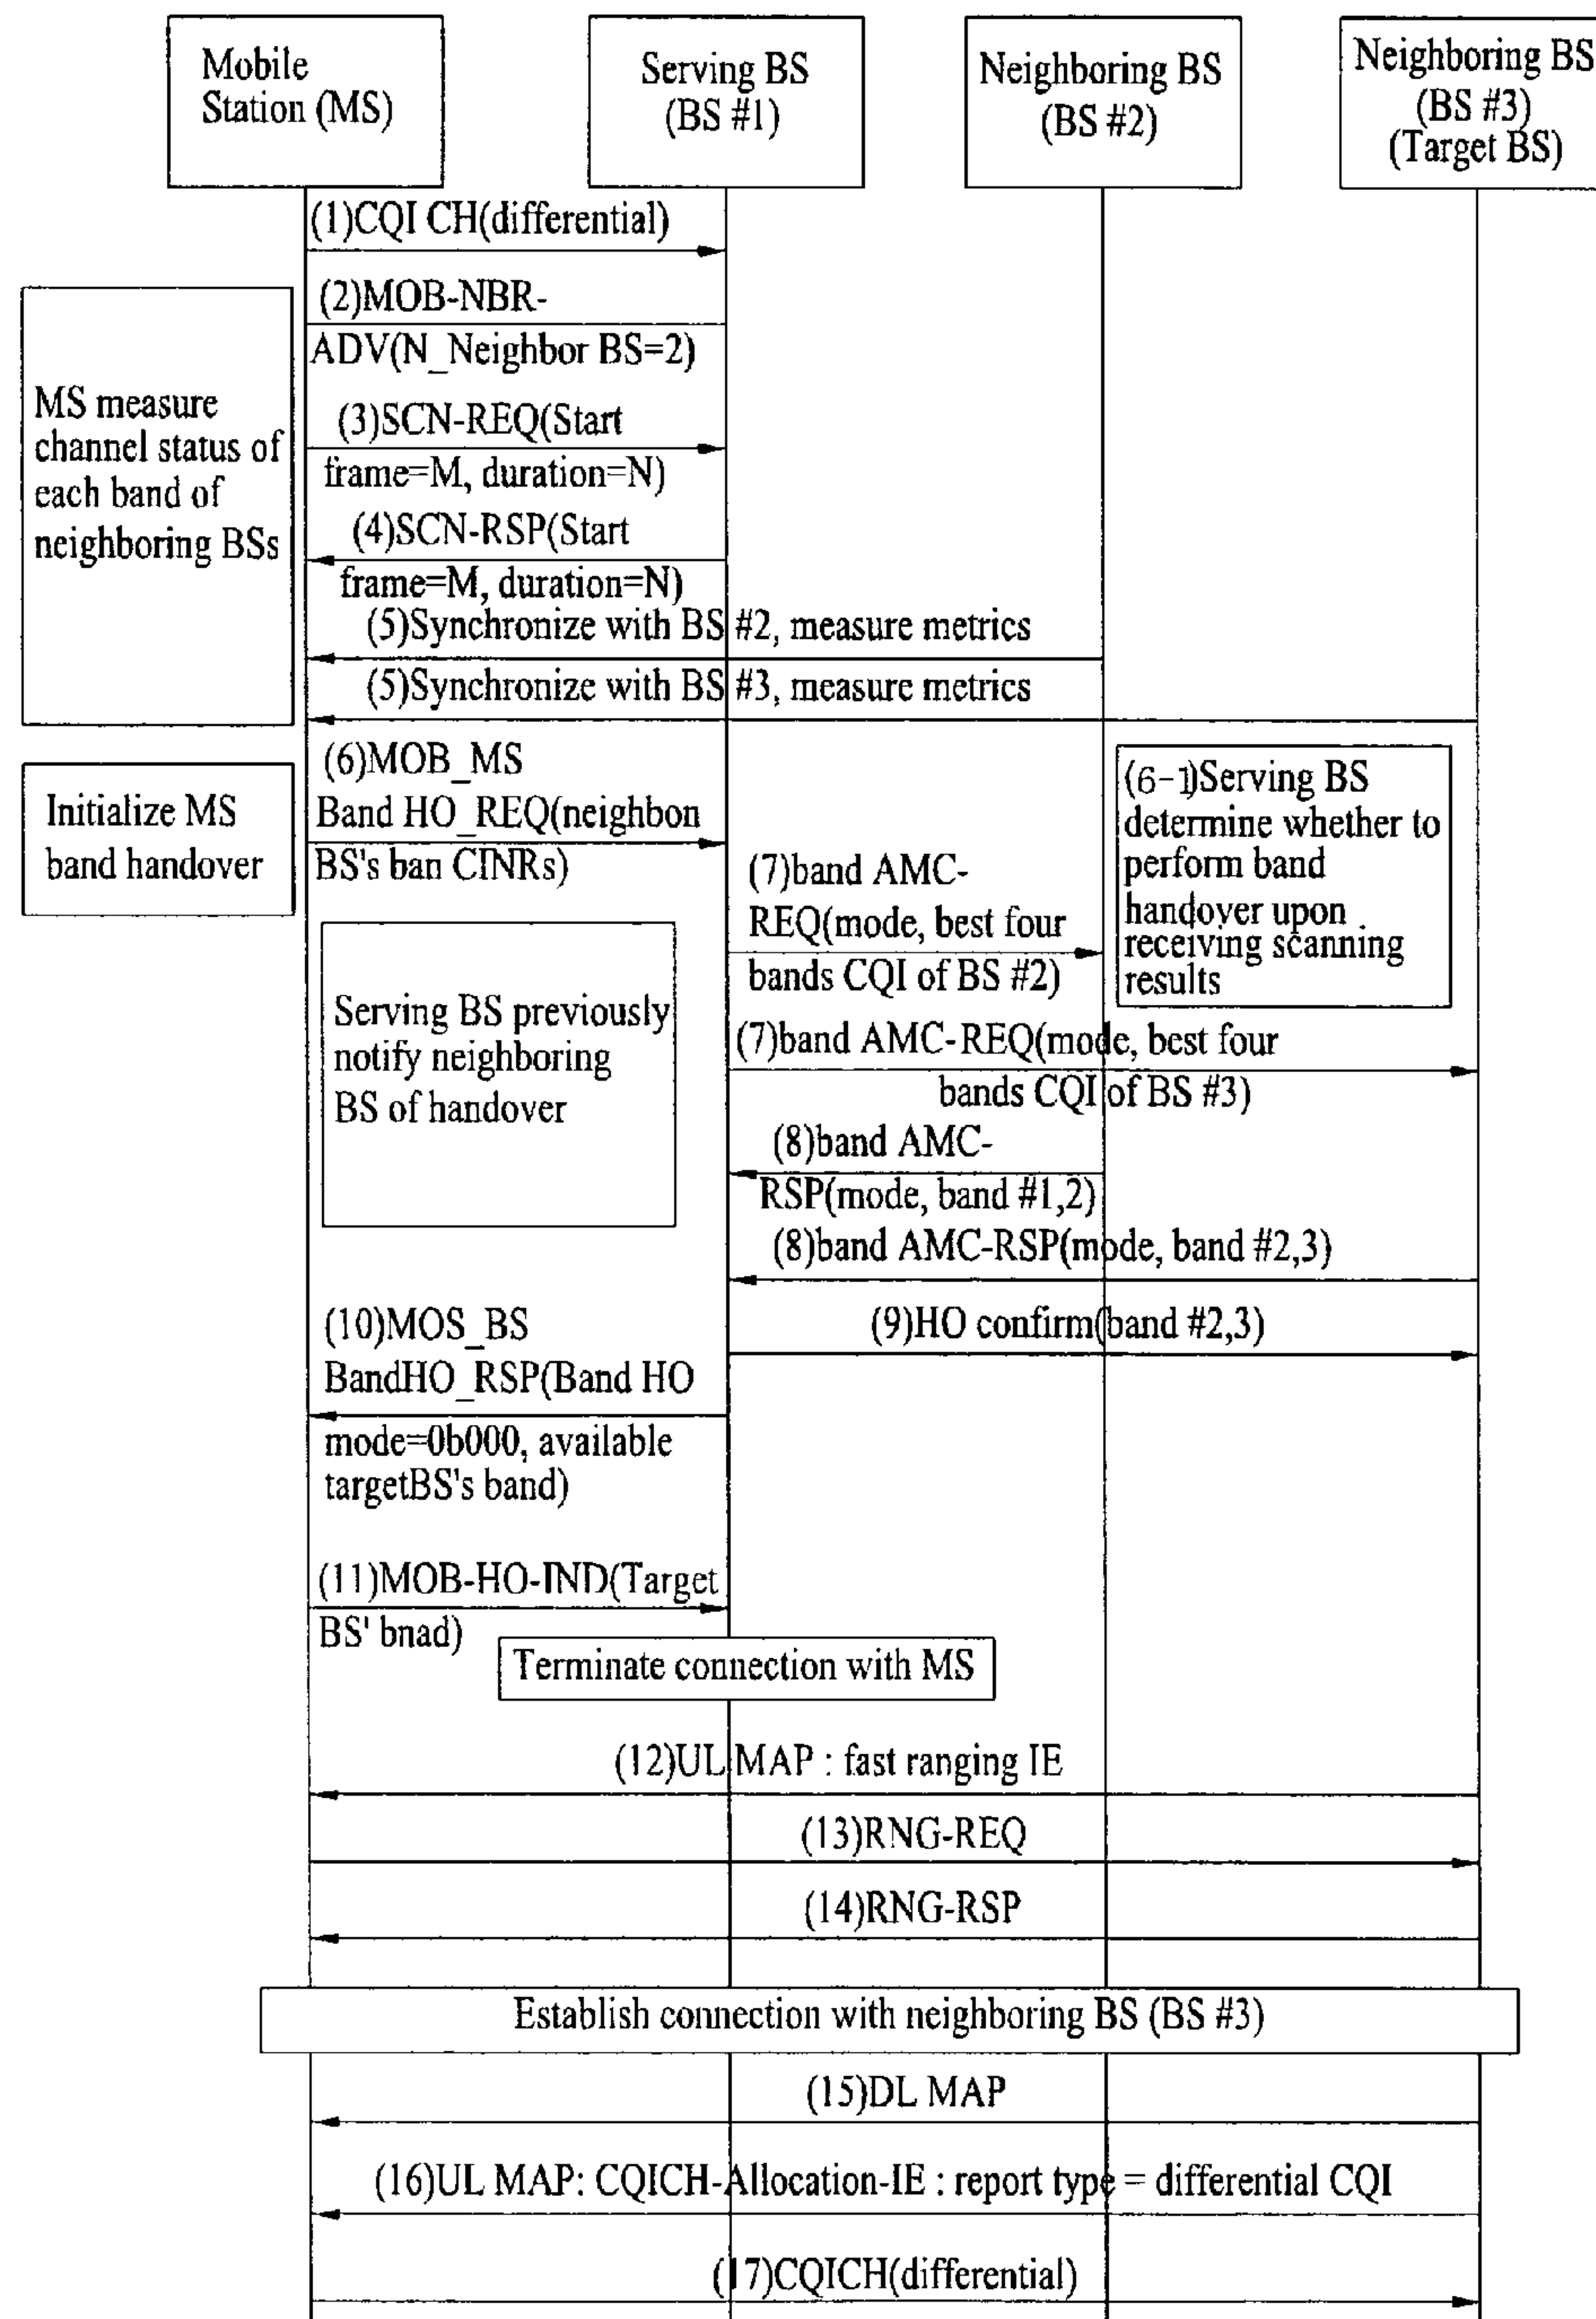 Mobile
Station (MS)
Serving BS
(BS #1)
Neighboring BS
(BS #2)
Neighboring BS
(BS #3)
(Target BS)
(1)CQI CH(differential)
(2)MOB-NBR-
ADV(N_Neighbor BS=2)
MS measure
channel status of
each band of
neighboring BSs
(3)SCN-REQ(Start
frame=M, duration=N)
(4)SCN-RSP(Start
frame=M, duration=N)
(5)Synchronize with BS #2, measure metrics
(5)Synchronize with BS #3, measure metrics
Initialize MS
band handover
(6)MOB_MS
Band HO_REQ(neighbon
BS's ban CINRs)
(6-1)Serving BS
determine whether to
perform band
handover upon
receiving scanning
results
(7)band AMC-
REQ(mode, best four
bands CQI of BS #2)
Serving BS previously
notify neighboring
BS of handover
(7)band AMC-REQ(mode, best four
bands CQI of BS #3)
(8)band AMC-
RSP(mode, band #1,2)
(8)band AMC-RSP(mode, band #2,3)
(9)HO confirm(band #2,3)
(10)MOS_BS
BandHO_RSP(Band HO
mode=0b000, available
targetBS's band)
(11)MOB-HO-IND(Target
BS' bnad)
Terminate connection with MS
(12)UL MAP : fast ranging IE
(13)RNG-REQ
(14)RNG-RSP
Establish connection with neighboring BS (BS #3)
(15)DL MAP
(16)UL MAP: CQICH-Allocation-IE : report type = differential CQI
(17)CQICH(differential)